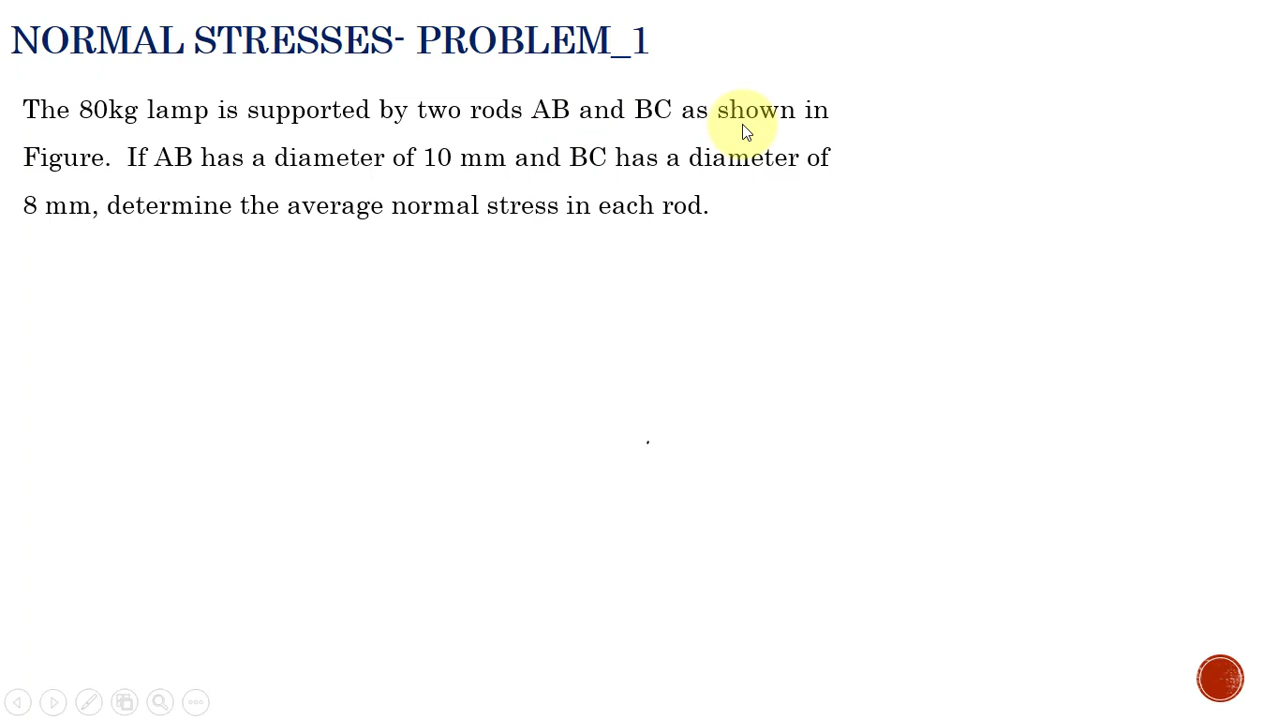 NORMAL STRESSES- PROBLEM_1
The 80kg lamp is supported by two rods AB and BC as shown in
Figure. If AB has a diameter of 10 mm and BC has a diameter of
8 mm, determine the average normal stress in each rod.